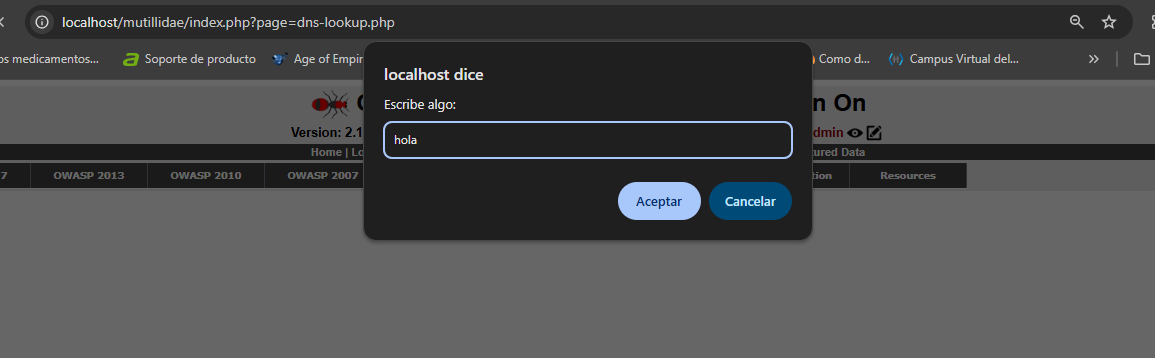 localhost/mutillidae/index.php?page=dns-lookup.php
os medicamentos... Soporte de producto Age of Empir Como d... Campus Virtual del...
localhost dice
Escribe algo:
hola
Aceptar Cancelar
n On
Version: 2.1 dmin
Home | Lo tured Data
7 OWASP 2013 OWASP 2010 OWASP 2007 tion Resources